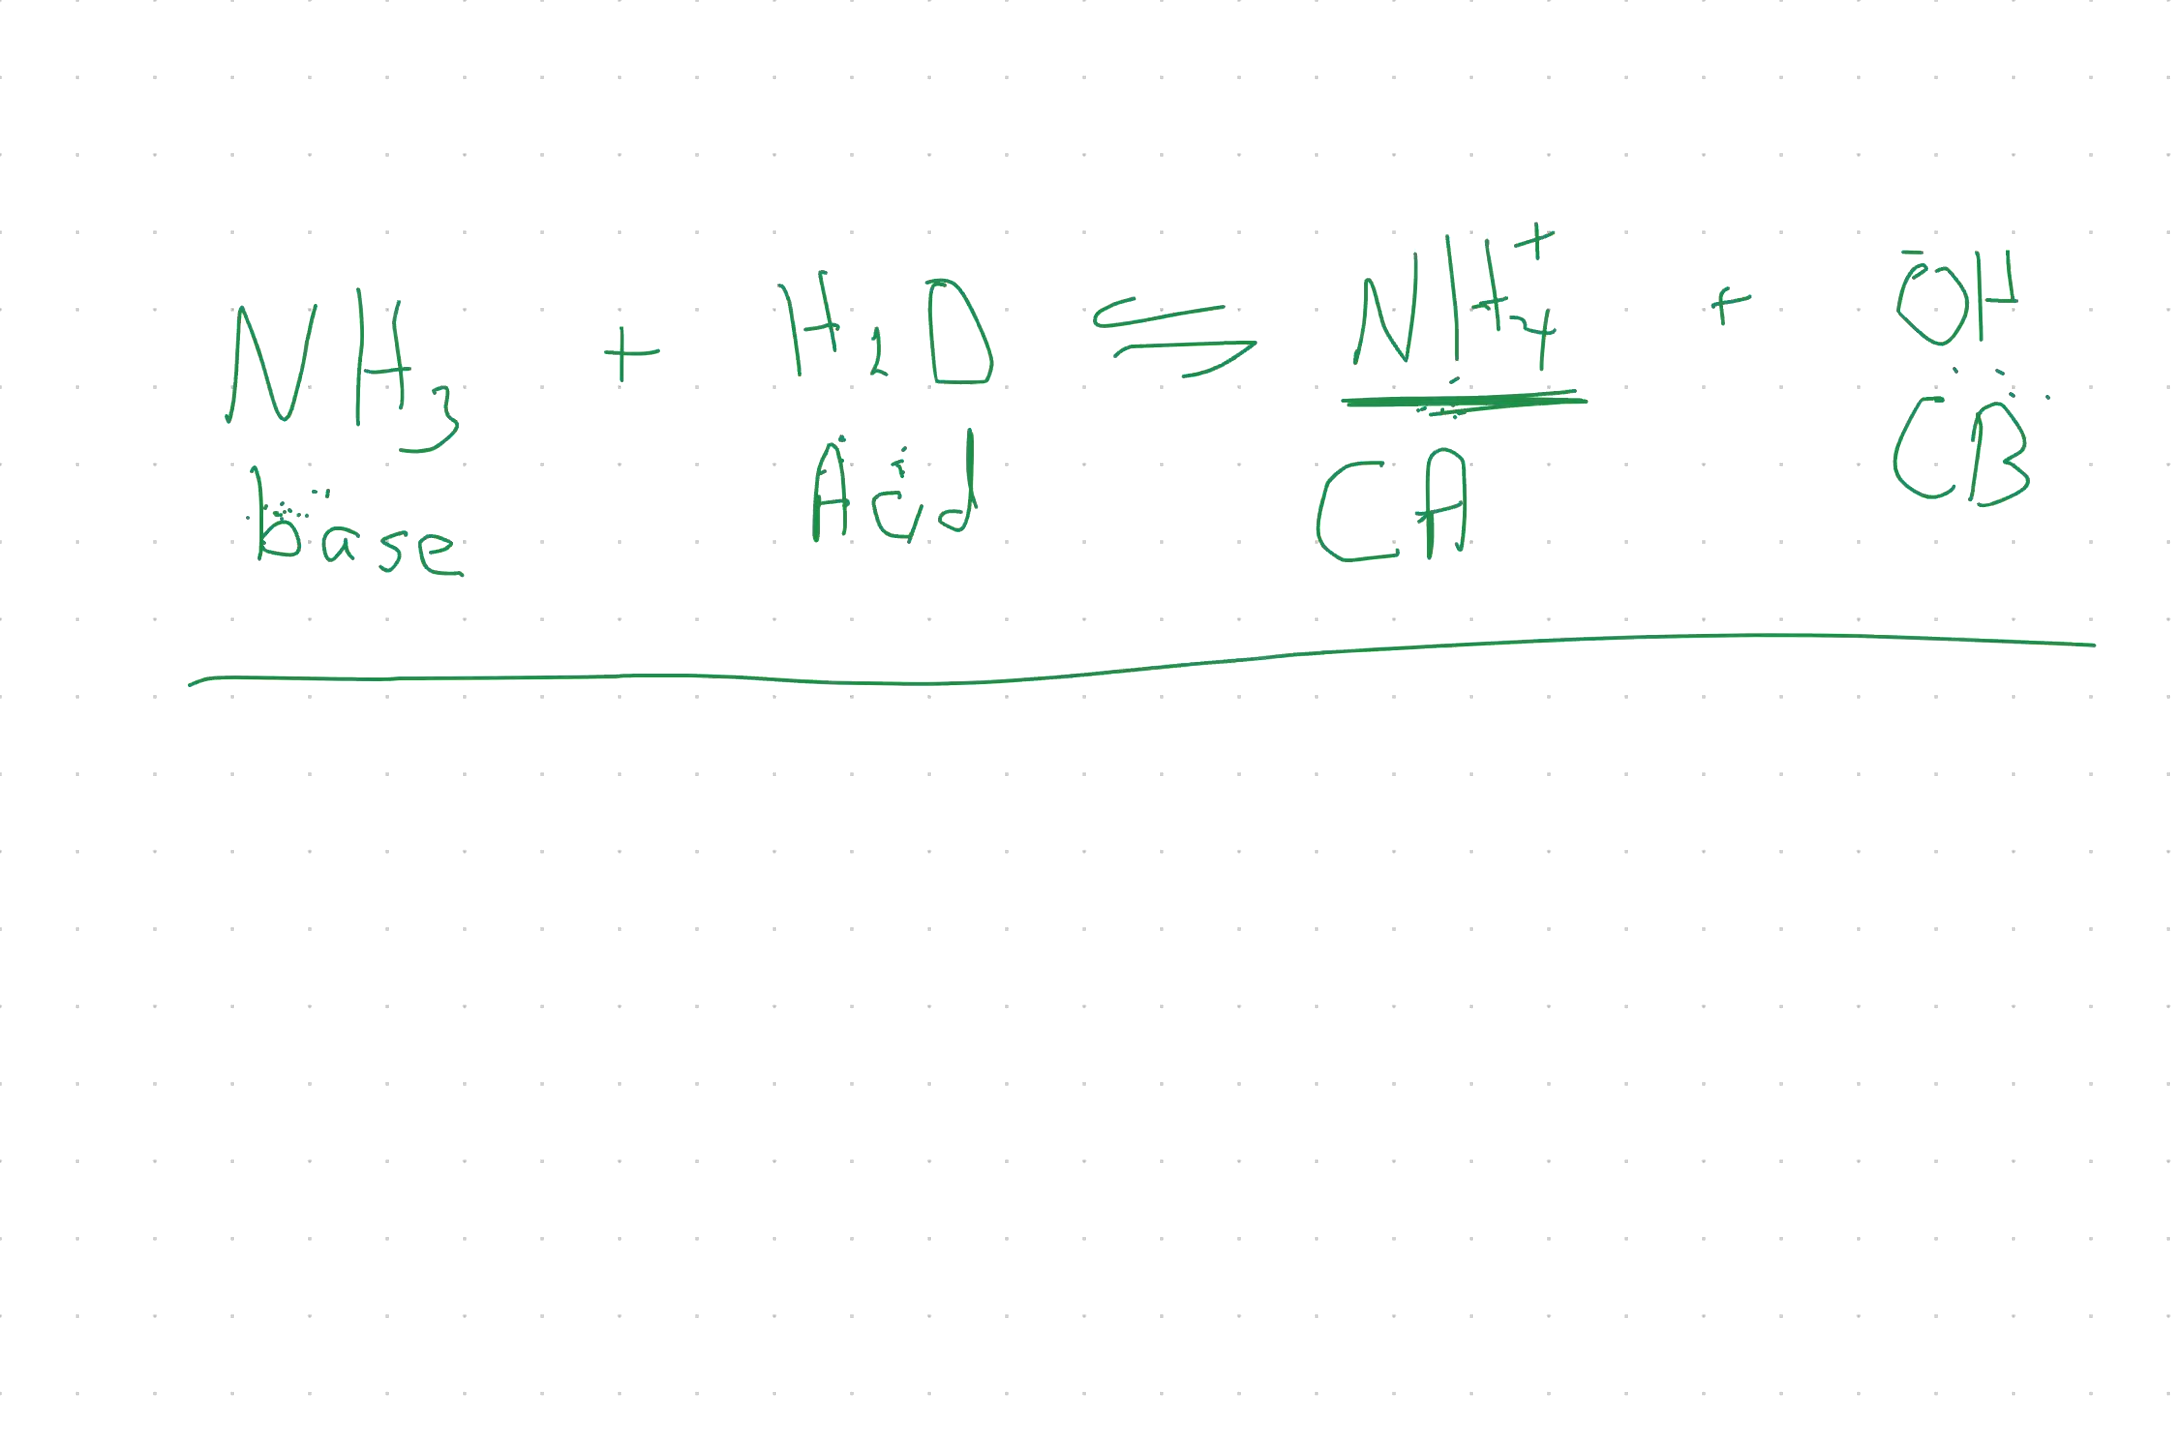 NH₃ + H₂O ⇌ NH₄⁺ + ⁻OH
base Acid CA CB